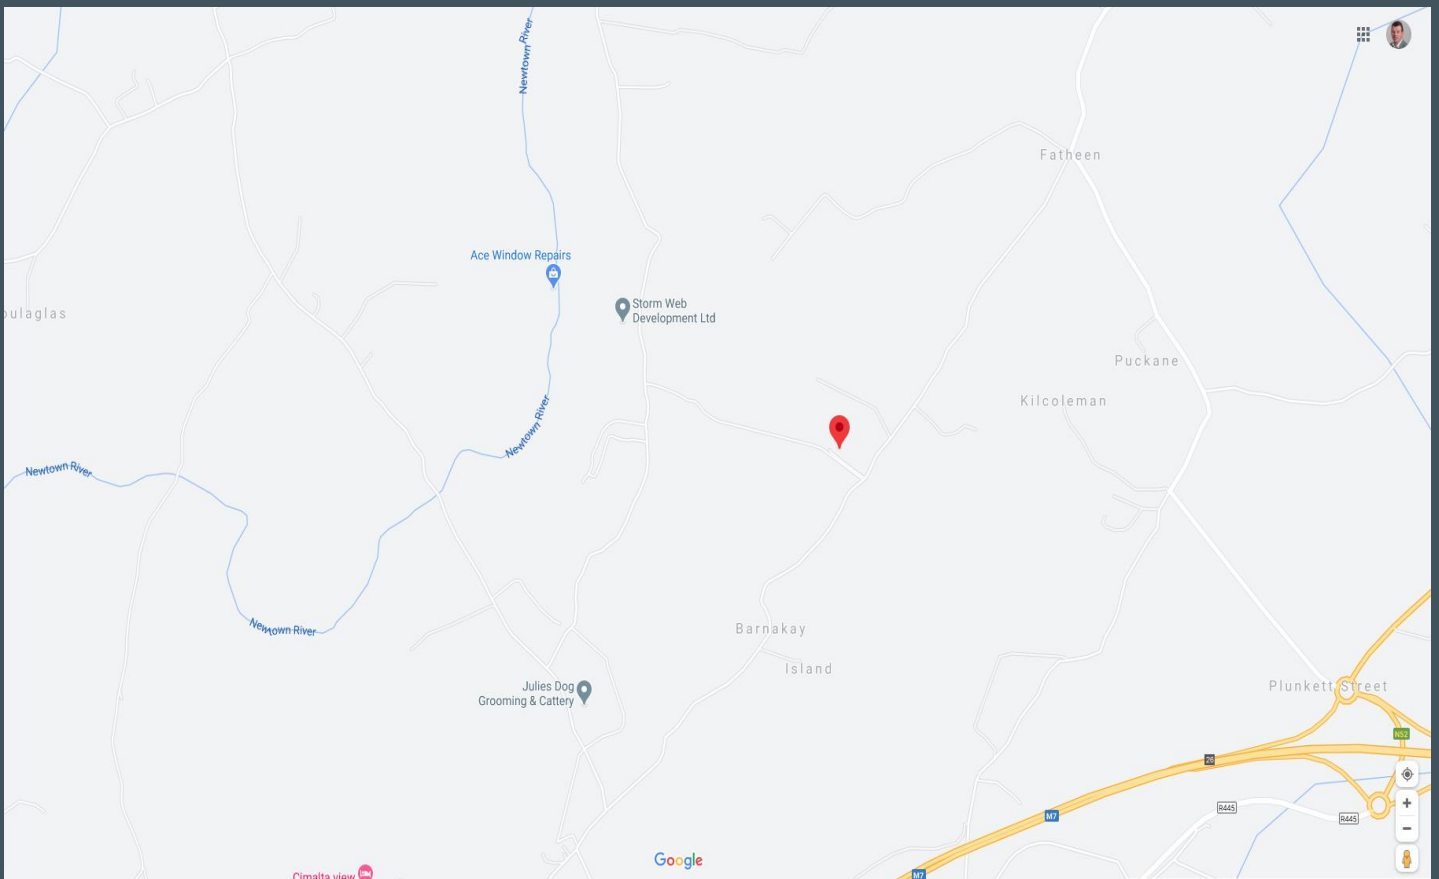 Newtown River
Fatheen
Ace Window Repairs
Storm Web
Development Ltd
oulaglas
Puckane
Kilcoleman
Newtown River
Newtown River
Newtown River
Barnakay
Island
Julies Dog
Grooming & Cattery
Plunkett Street
N52
26
R445
M7
R445
Google
Cimalta view
M7